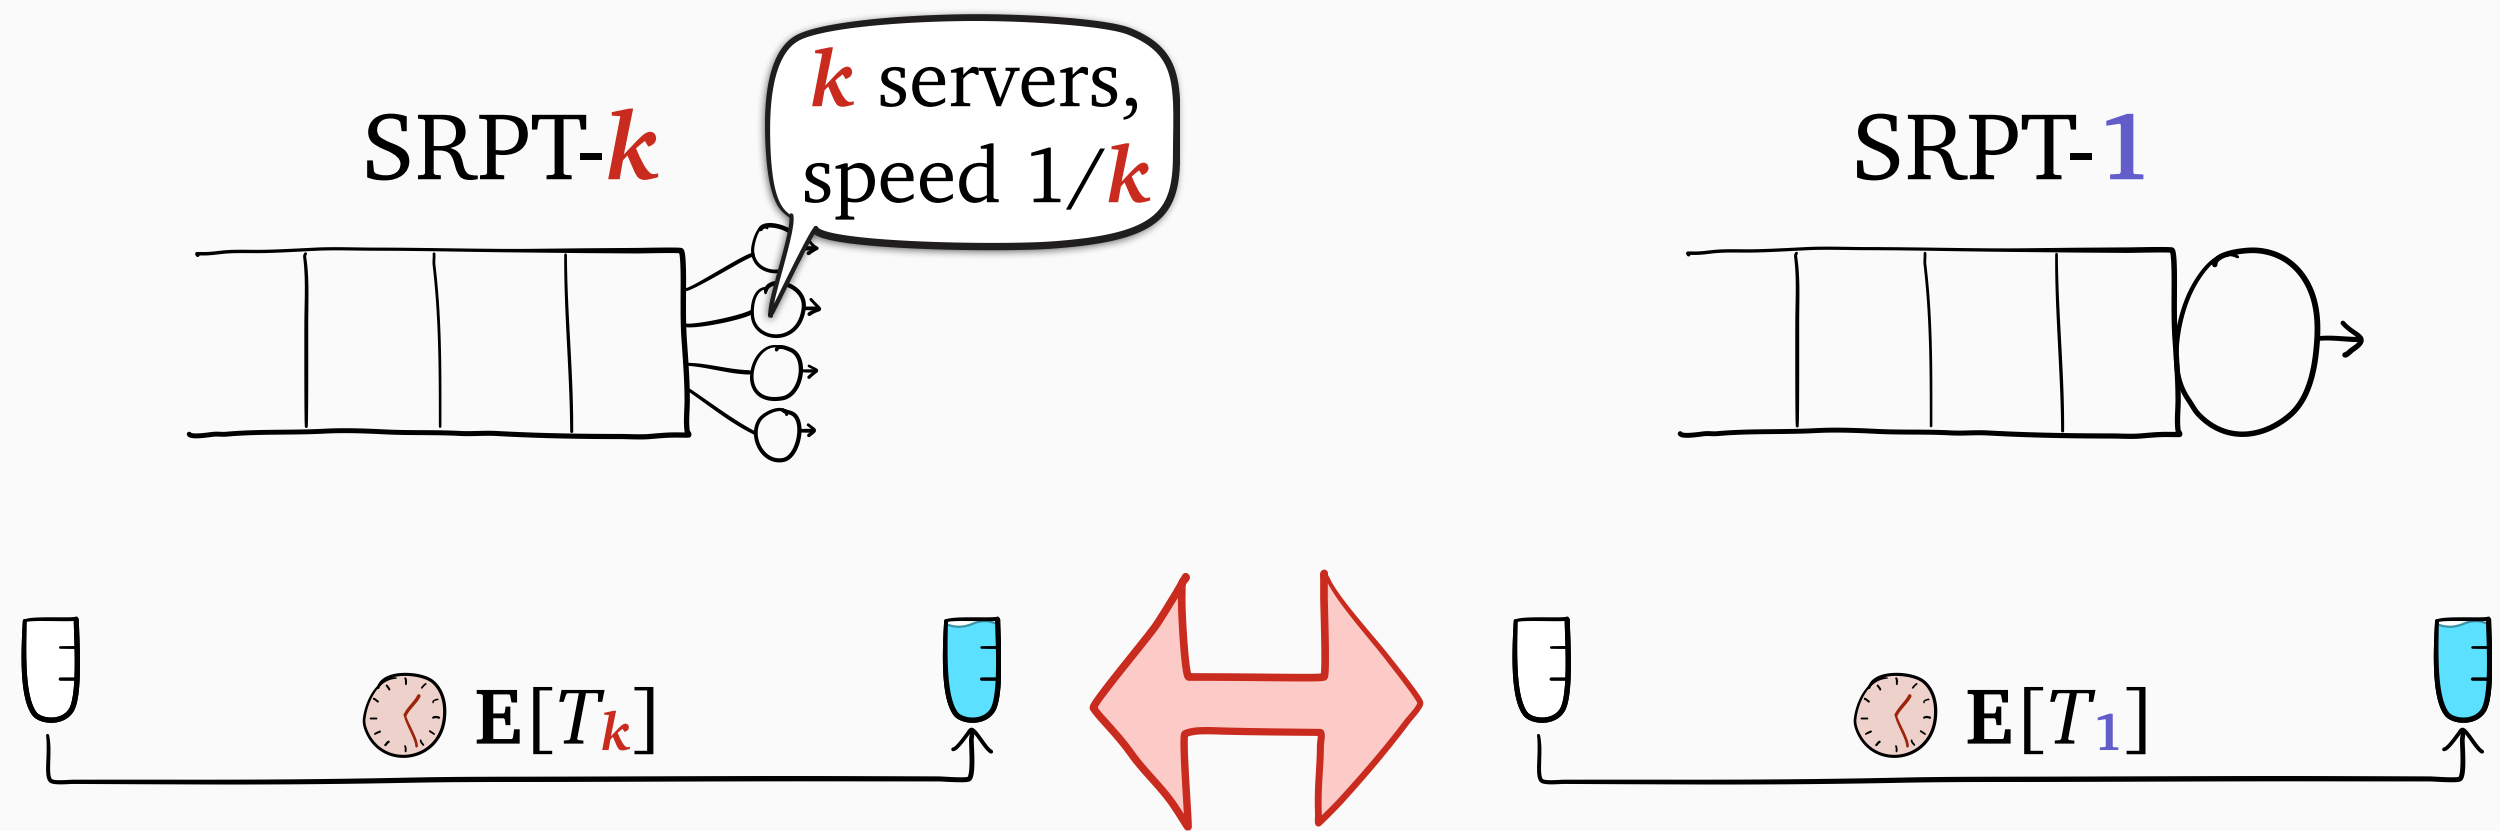 k servers,
speed 1/k
SRPT-k
SRPT-1
E[Tk]
E[T1]